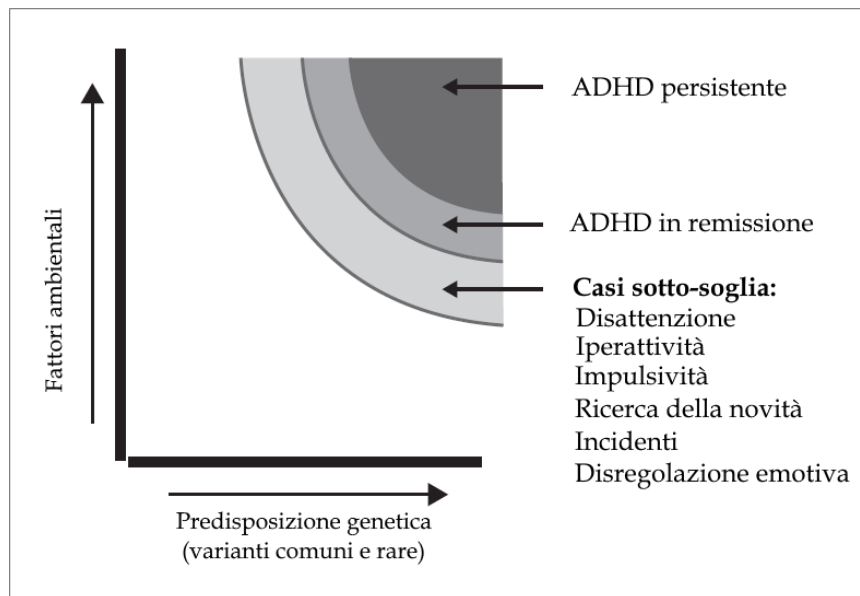 ADHD persistente
ADHD in remissione
Casi sotto-soglia:
Disattenzione
Iperattività
Impulsività
Ricerca della novità
Incidenti
Disregolazione emotiva
Fattori ambientali
Predisposizione genetica
(varianti comuni e rare)